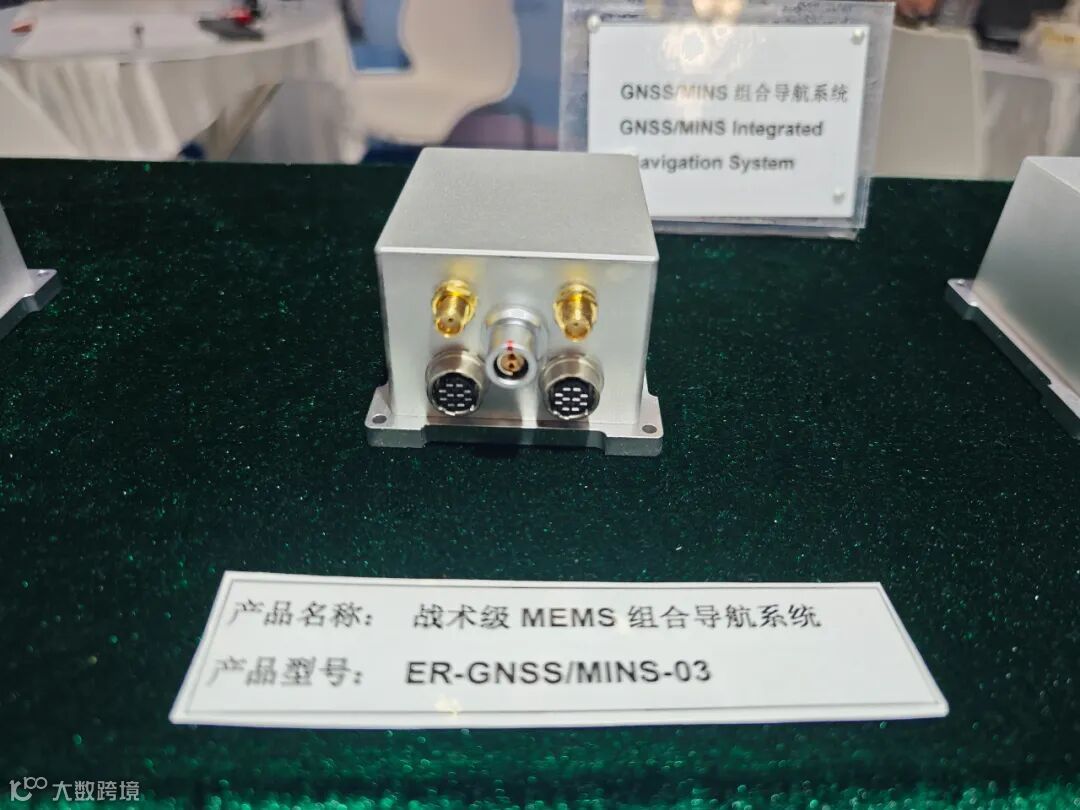 GNSS/MINS 组合导航系统
GNSS/MINS Integrated
Navigation System
产品名称： 战术级 MEMS 组合导航系统
产品型号： ER-GNSS/MINS-03
大数跨境